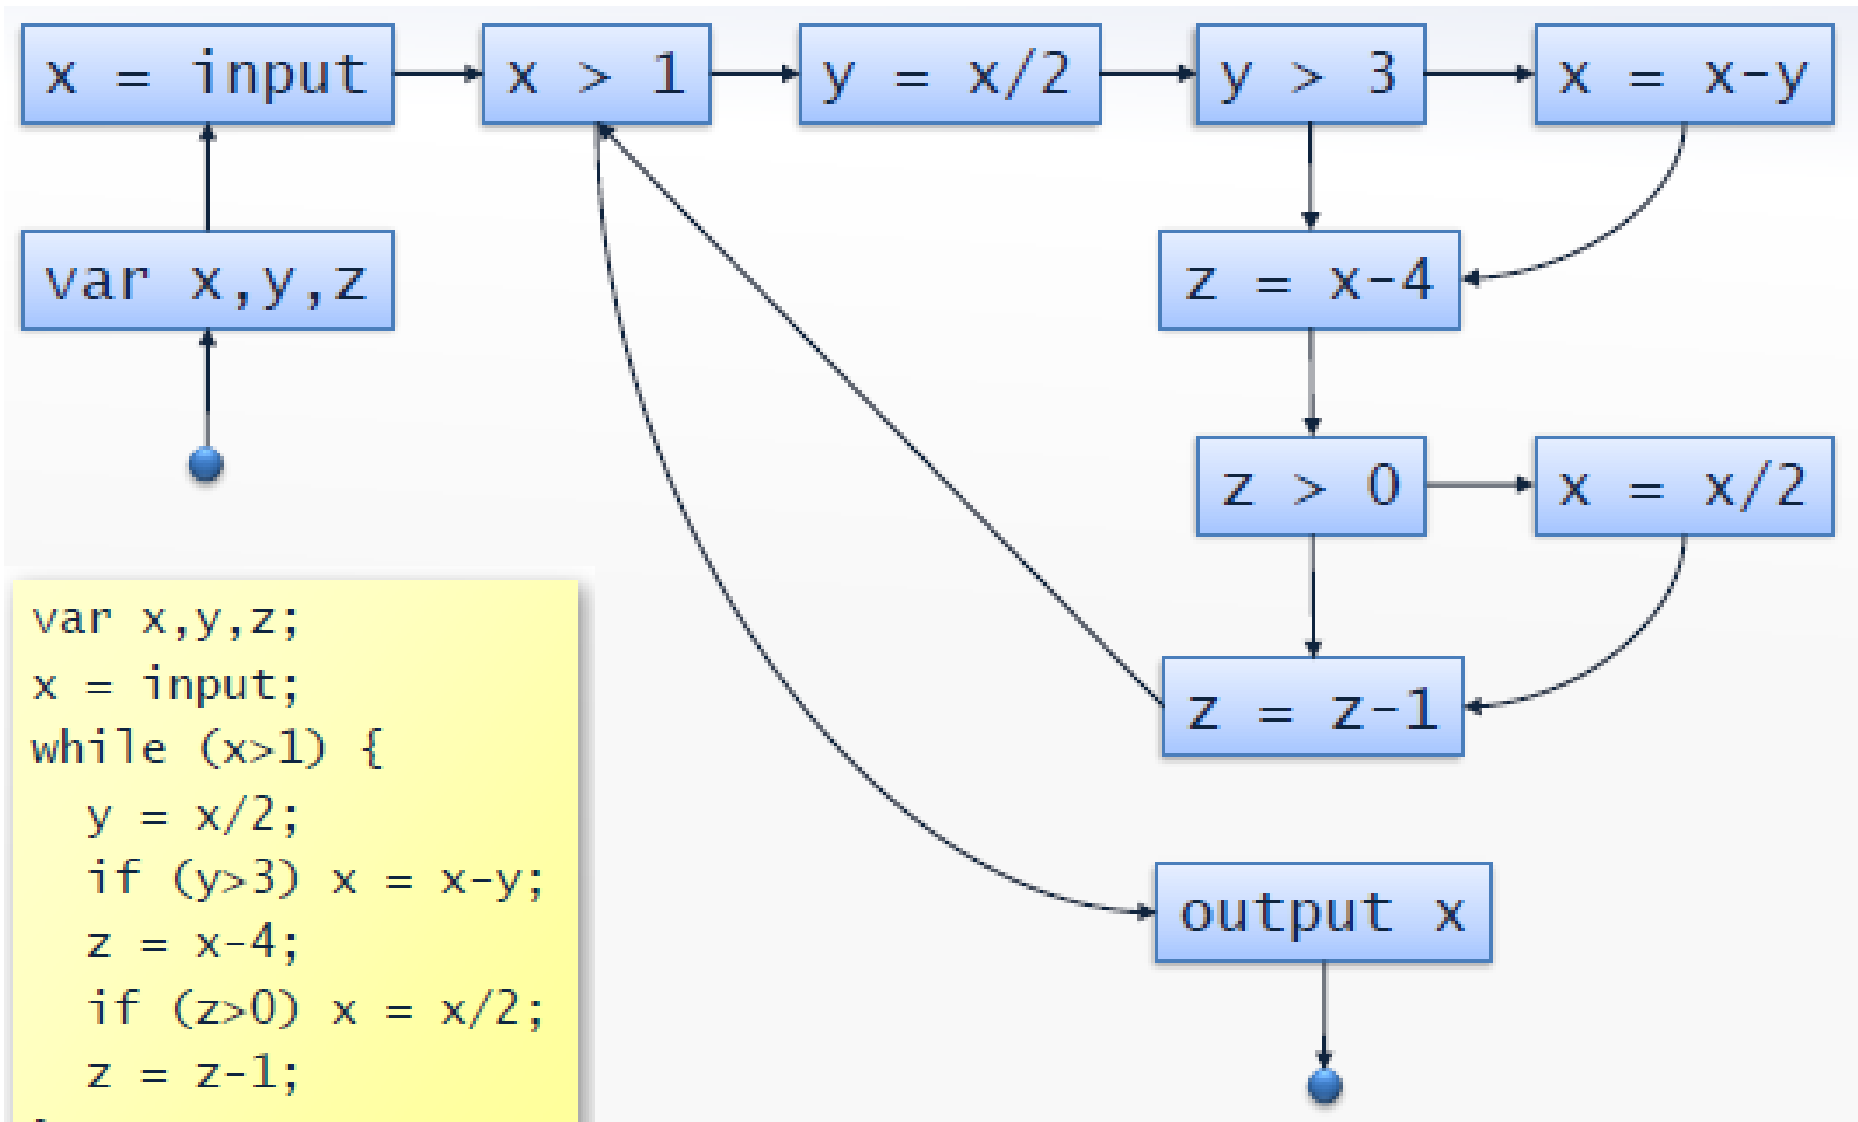 x = input
x > 1
y = x/2
y > 3
x = x-y
var x,y,z
z = x-4
z > 0
x = x/2
z = z-1
output x
var x,y,z;
x = input;
while (x>1) {
  y = x/2;
  if (y>3) x = x-y;
  z = x-4;
  if (z>0) x = x/2;
  z = z-1;